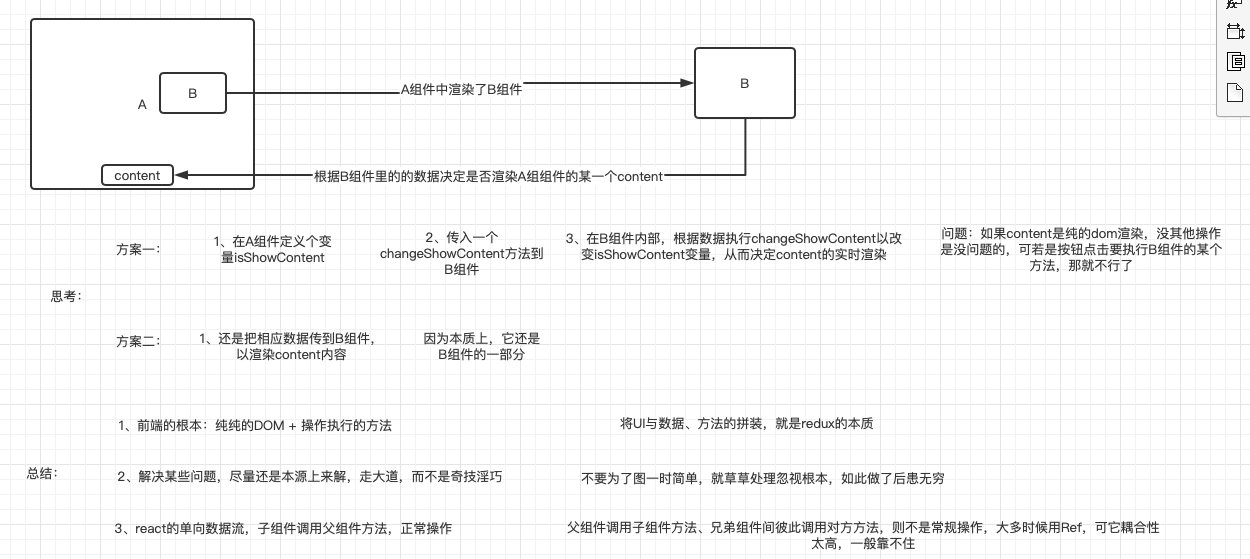 B
A组件中渲染了B组件
B
A
content
根据B组件里的的数据决定是否渲染A组组件的某一个content
方案一：
1、在A组件定义个变
量isShowContent
2、传入一个
changeShowContent方法到
B组件
3、在B组件内部，根据数据执行changeShowContent以改
变isShowContent变量，从而决定content的实时渲染
问题：如果content是纯的dom渲染，没其他操作
是没问题的，可若是按钮点击要执行B组件的某个
方法，那就不行了
思考：
方案二：
1、还是把相应数据传到B组件，
以渲染content内容
因为本质上，它还是
B组件的一部分
1、前端的根本：纯纯的DOM + 操作执行的方法
将UI与数据、方法的拼装，就是redux的本质
总结：
2、解决某些问题，尽量还是本源上来解，走大道，而不是奇技淫巧
不要为了图一时简单，就草草处理忽视根本，如此做了后患无穷
3、react的单向数据流，子组件调用父组件方法，正常操作
父组件调用子组件方法、兄弟组件间彼此调用对方方法，则不是常规操作，大多时候用Ref，可它耦合性
太高，一般靠不住